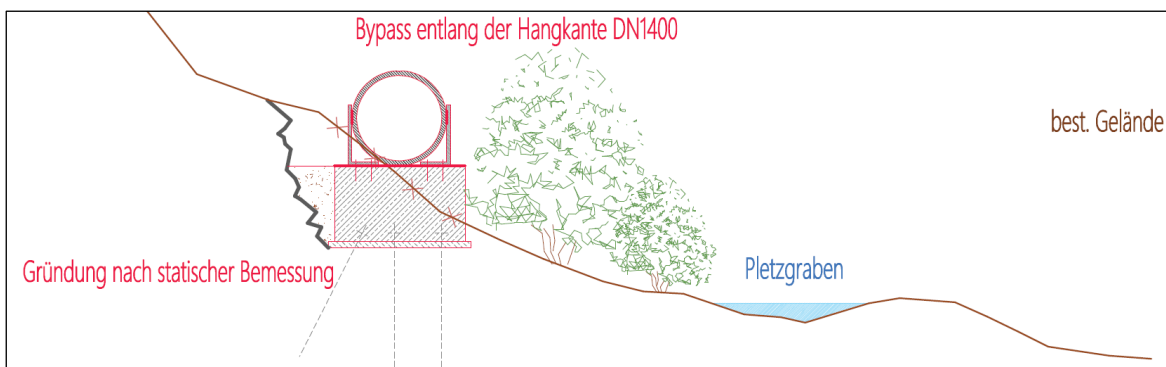 Bypass entlang der Hangkante DN1400
best. Gelände
Gründung nach statischer Bemessung
Pletzgraben